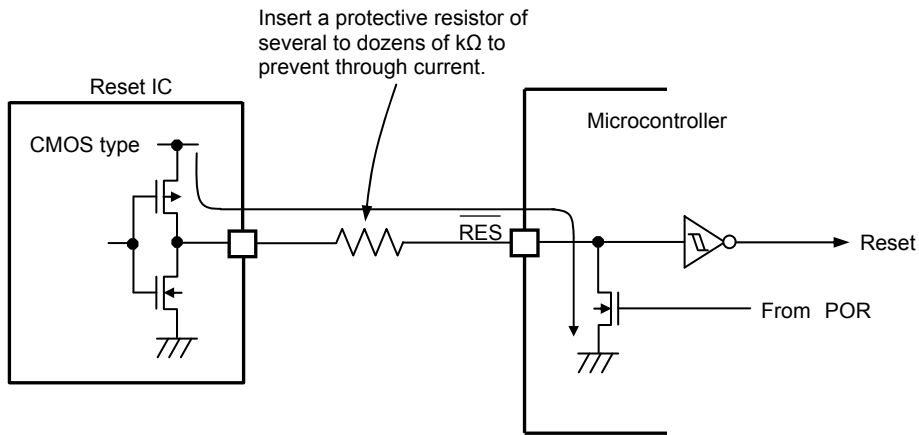 Insert a protective resistor of
several to dozens of kΩ to
prevent through current.
Reset IC
CMOS type
Microcontroller
RES
Reset
From POR